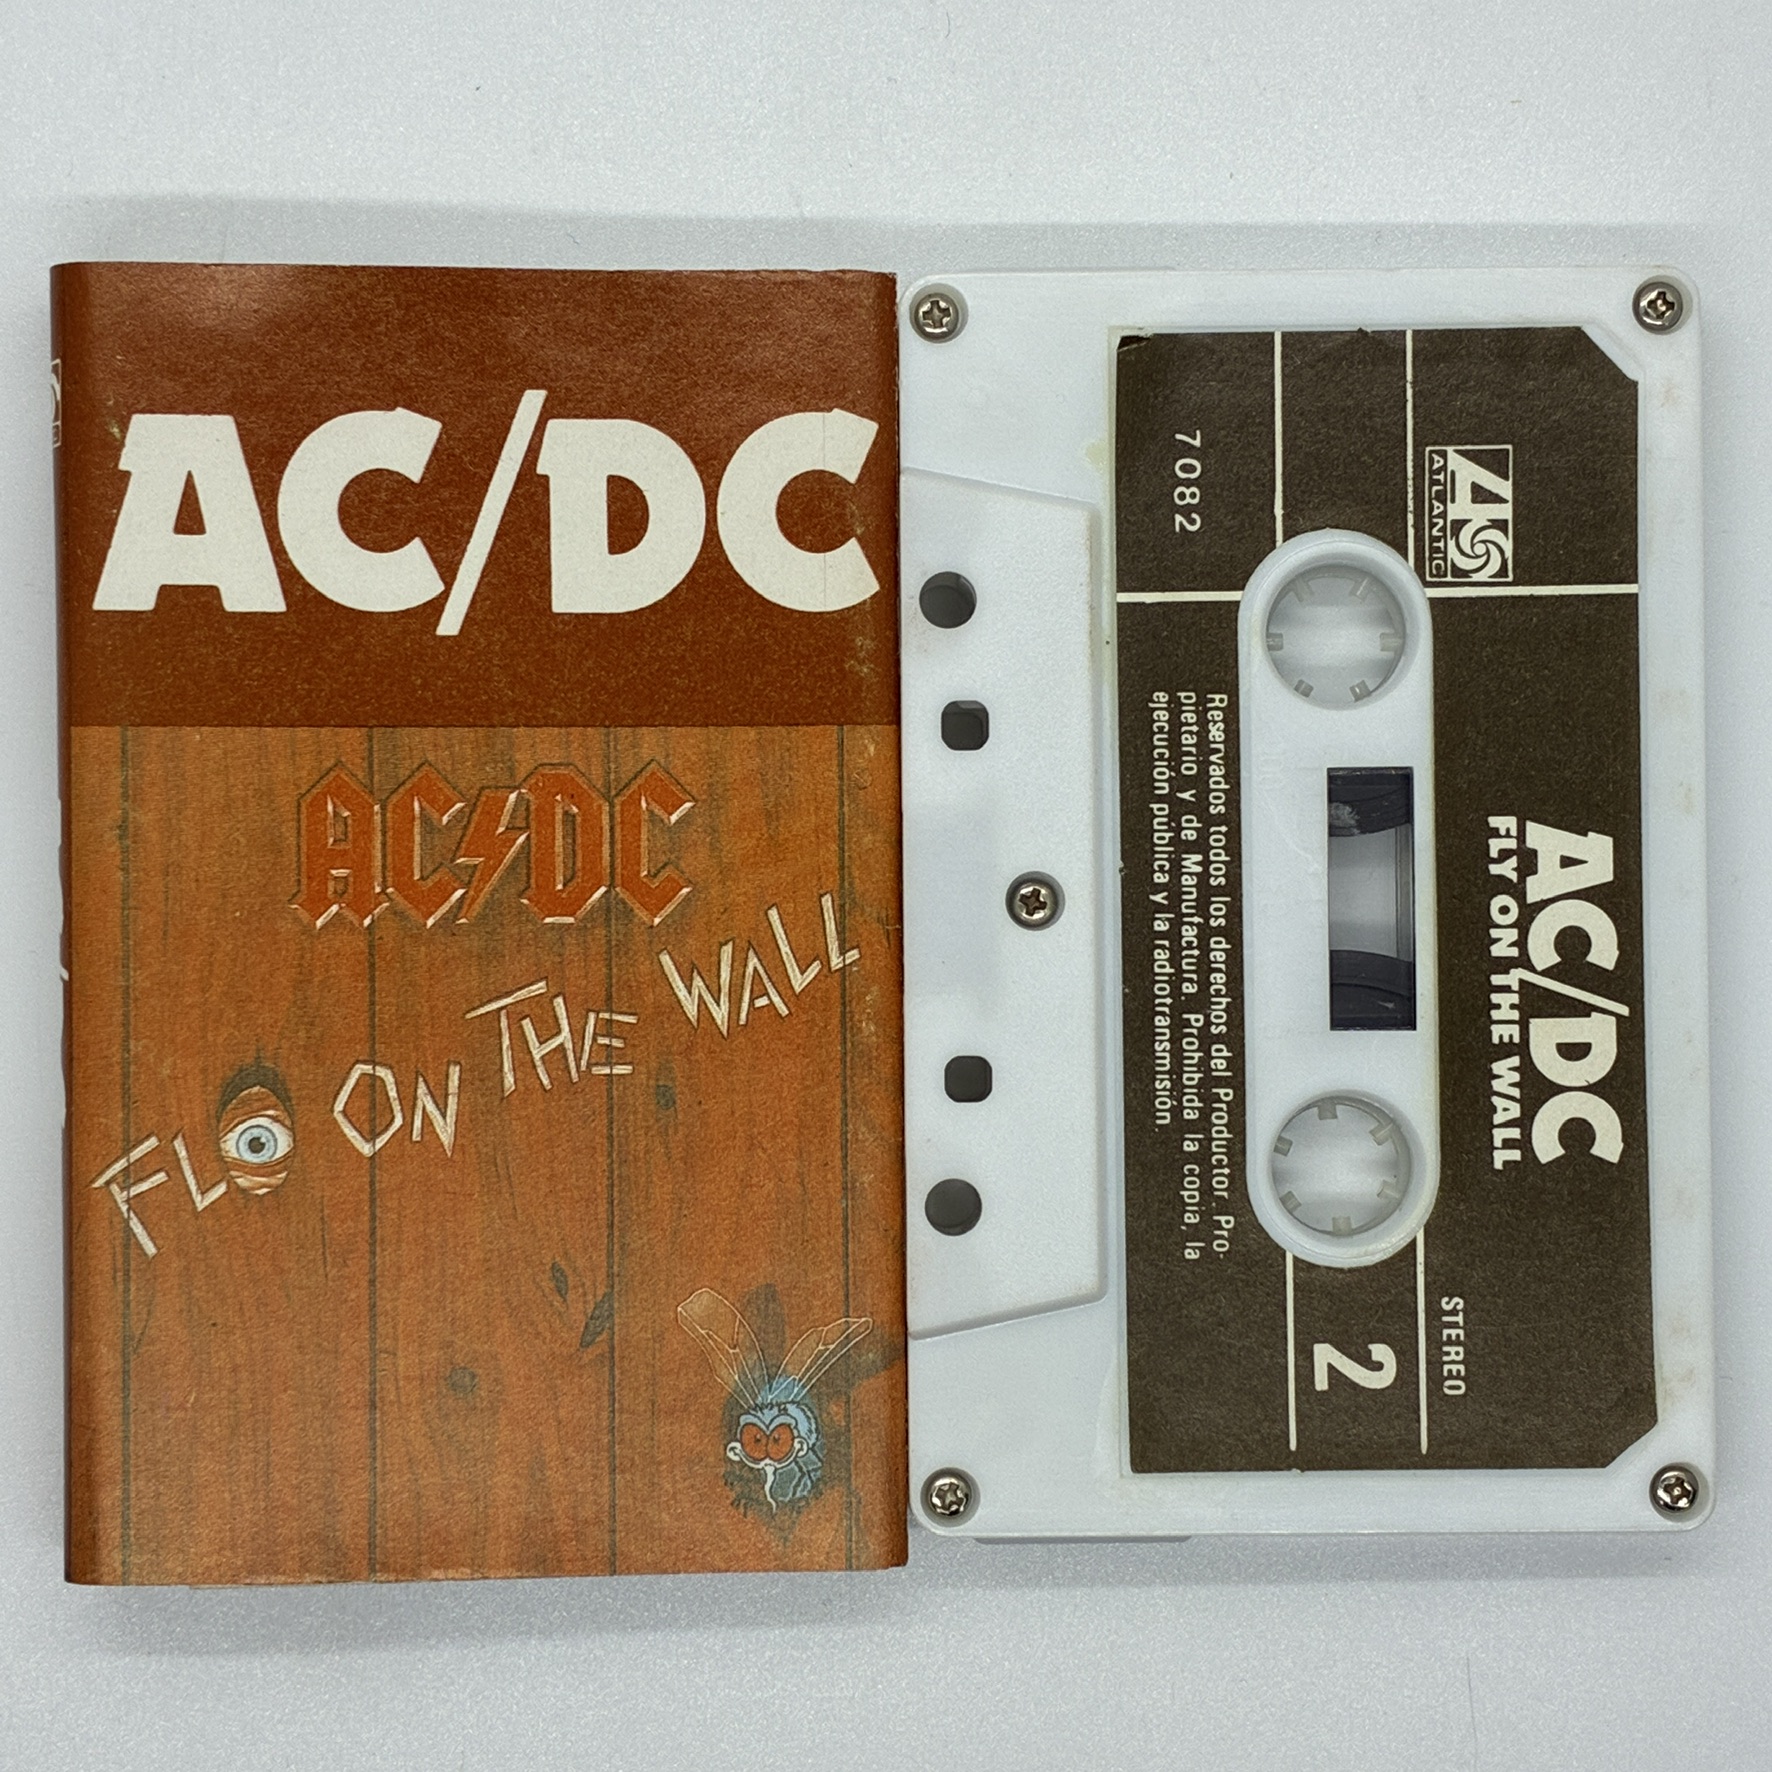 AC/DC
AC⚡DC
FL ON THE WALL
7082
ATLANTIC
AC/DC
FLY ON THE WALL
Reservados todos los derechos del Productor. Pro-
pietario y de Manufactura. Prohibida la copia, la
ejecución pública y la radiotransmisión.
STEREO
2